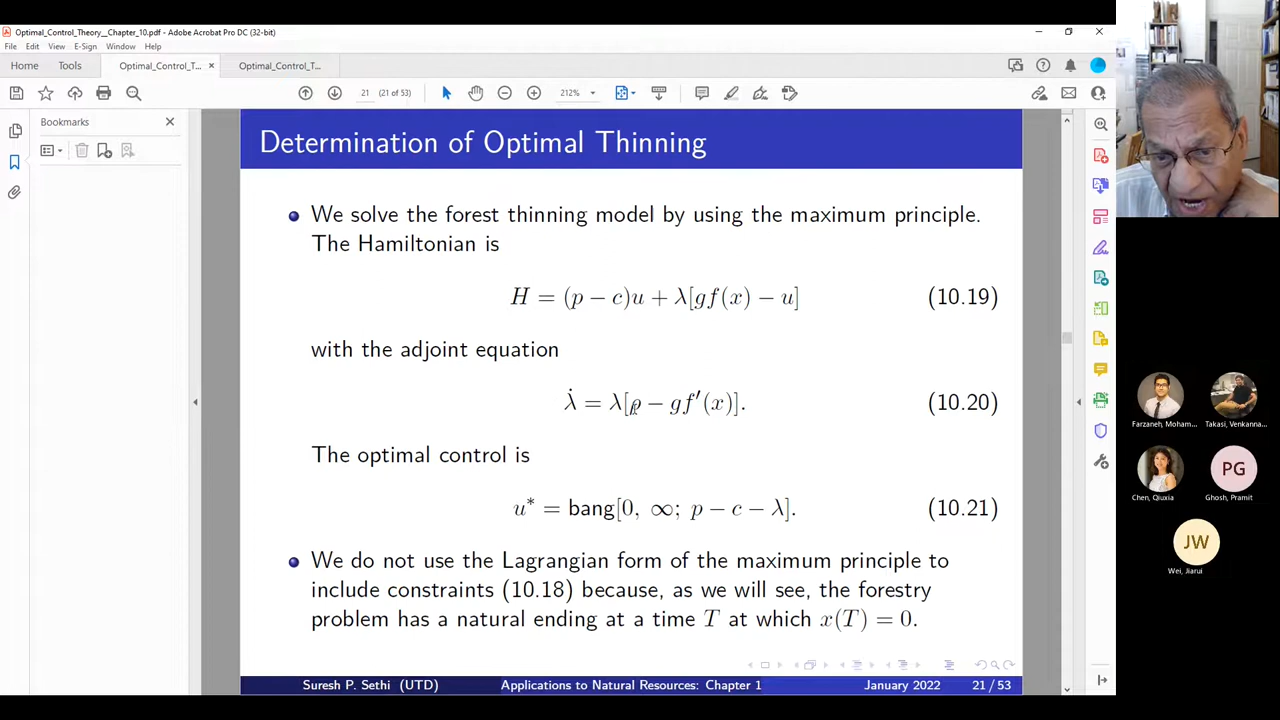 Optimal_Control_Theory__Chapter_10.pdf - Adobe Acrobat Pro DC (32-bit)
File Edit View E-Sign Window Help
Home Tools Optimal_Control_T... × Optimal_Control_T...
21 (21 of 53) 212%
Bookmarks
Determination of Optimal Thinning
We solve the forest thinning model by using the maximum principle.
The Hamiltonian is
H = (p − c)u + λ[gf(x) − u] (10.19)
with the adjoint equation
λ̇ = λ[ρ − gf′(x)]. (10.20)
The optimal control is
u* = bang[0, ∞; p − c − λ]. (10.21)
We do not use the Lagrangian form of the maximum principle to
include constraints (10.18) because, as we will see, the forestry
problem has a natural ending at a time T at which x(T) = 0.
Suresh P. Sethi (UTD) Applications to Natural Resources: Chapter 1 January 2022 21 / 53
Farzaneh, Moham... Takasi, Venkanna...
PG
Chen, Qiuxia Ghosh, Pramit
JW
Wei, Jiarui